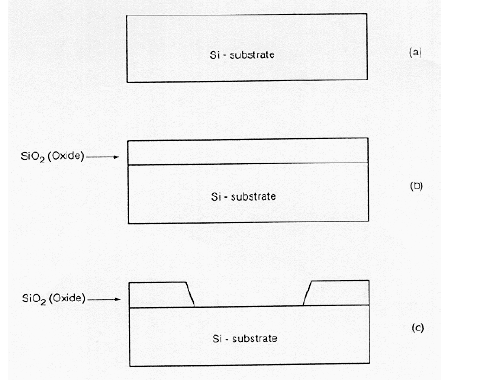 Si - substrate
(a)
SiO2 (Oxide)
Si - substrate
(b)
SiO2 (Oxide)
Si - substrate
(c)